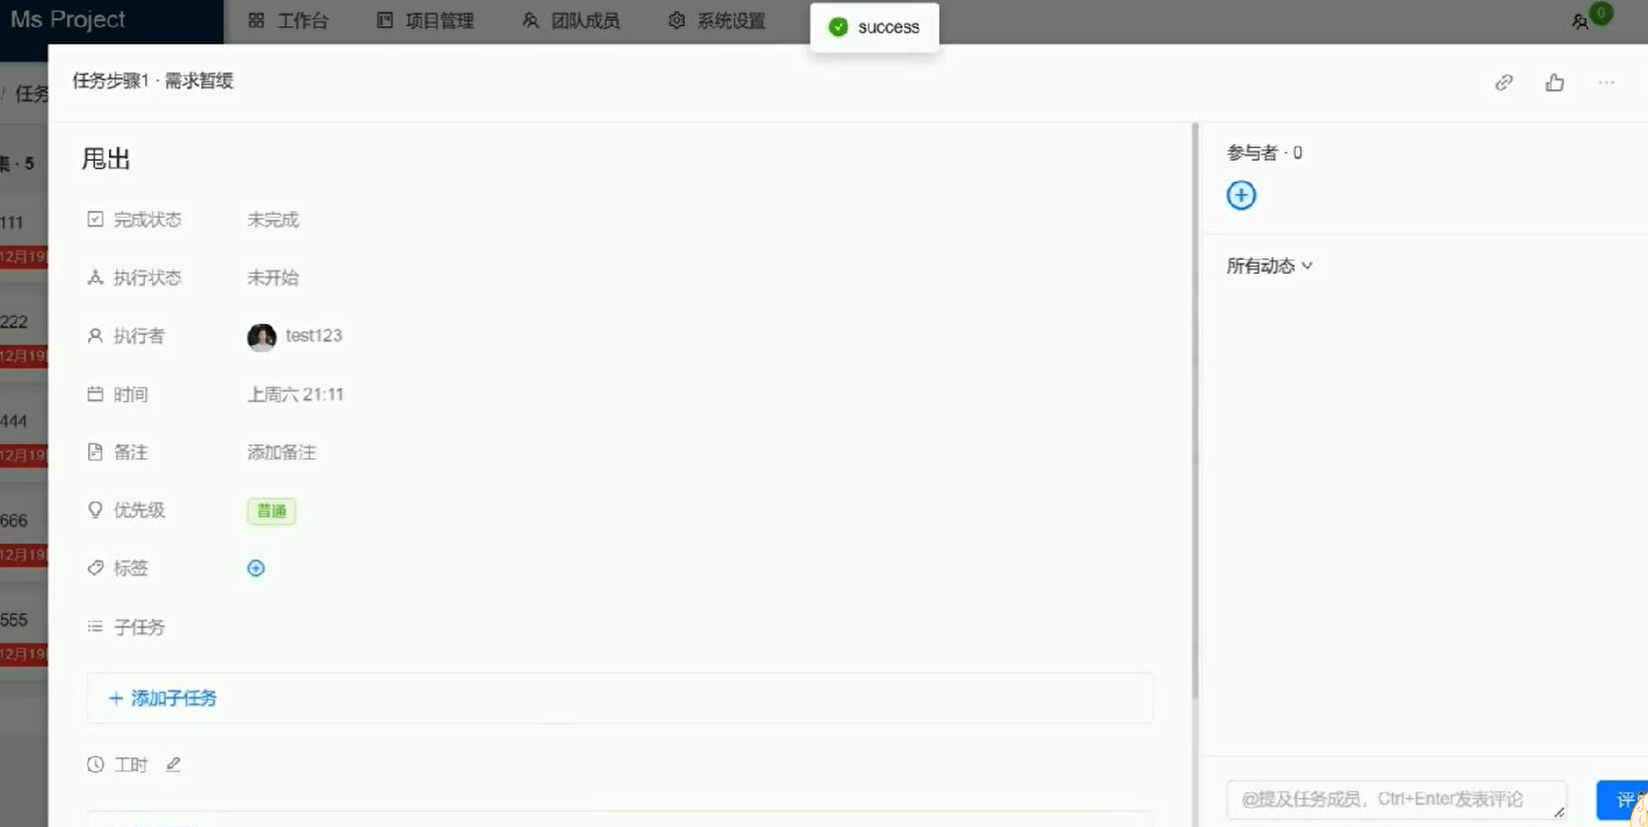 Ms Project
工作台
项目管理
团队成员
系统设置
success
0
/ 任务
集 · 5
111
12月19
222
12月19
444
12月19
666
12月19
555
12月19
任务步骤1 · 需求暂缓
甩出
完成状态 未完成
执行状态 未开始
执行者 test123
时间 上周六 21:11
备注 添加备注
优先级 普通
标签
子任务
+ 添加子任务
工时
参与者 · 0
所有动态
@提及任务成员，Ctrl+Enter发表评论
评